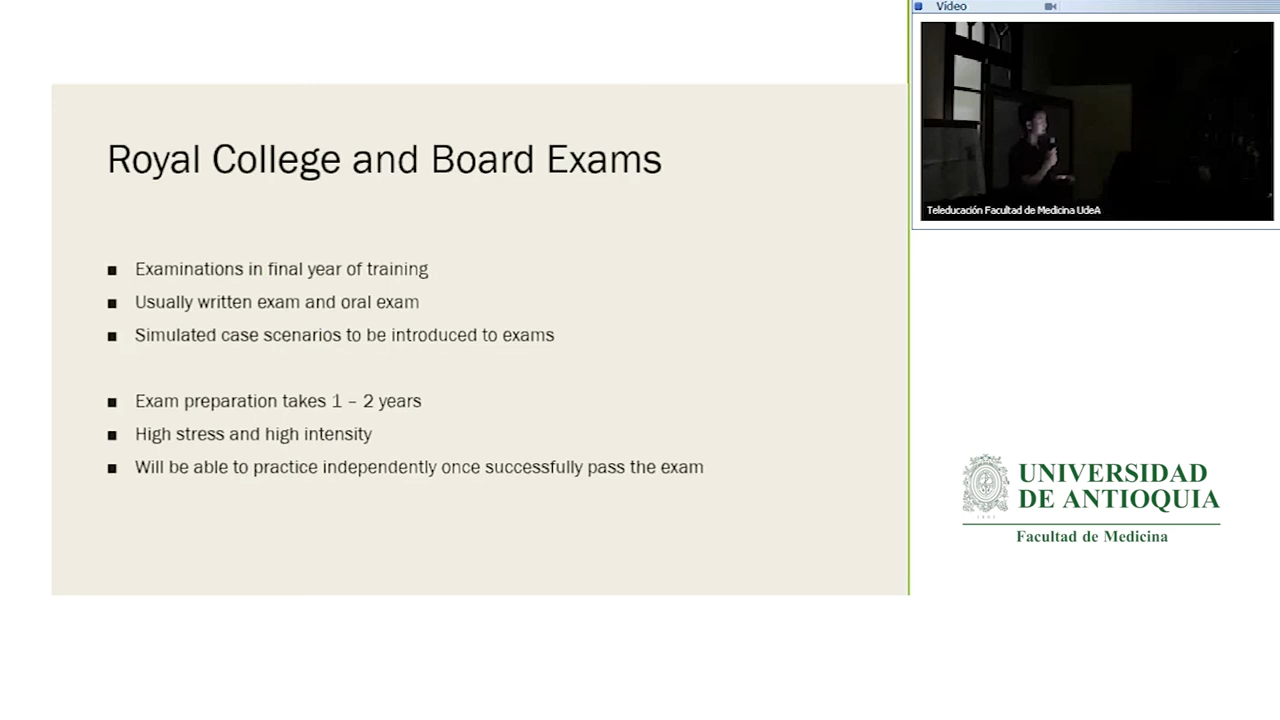 Royal College and Board Exams
■ Examinations in final year of training
■ Usually written exam and oral exam
■ Simulated case scenarios to be introduced to exams
■ Exam preparation takes 1 – 2 years
■ High stress and high intensity
■ Will be able to practice independently once successfully pass the exam
Vídeo
Teleducación Facultad de Medicina UdeA
UNIVERSIDAD
DE ANTIOQUIA
Facultad de Medicina